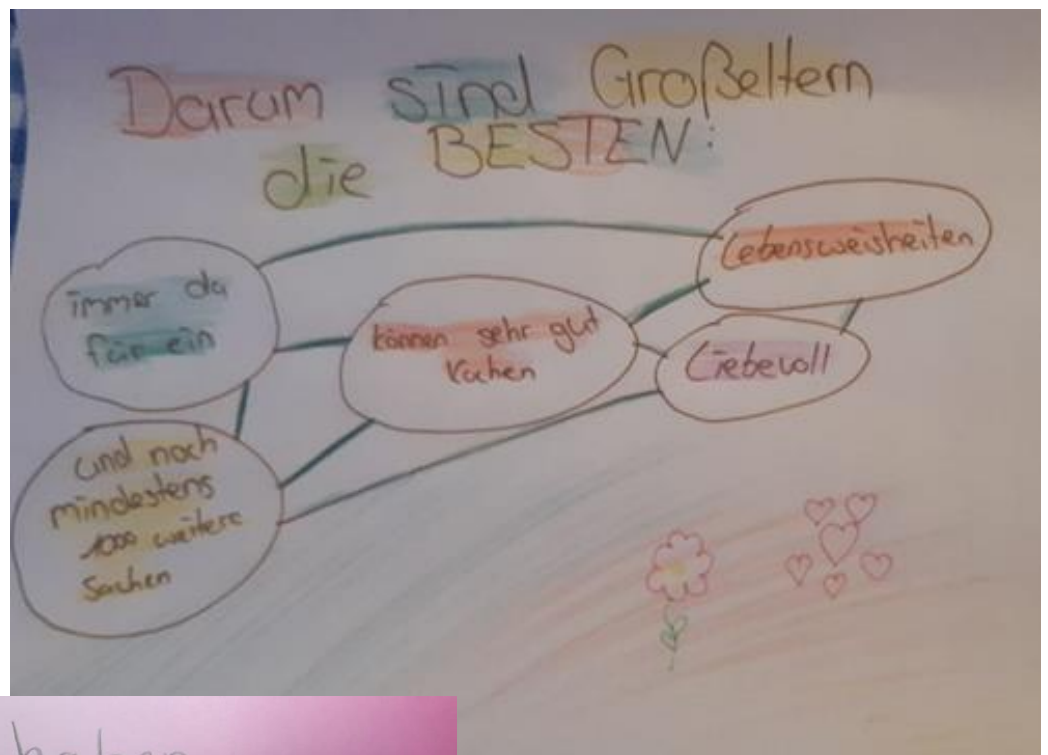 Darum sind Großeltern
die BESTEN:
immer da
für ein
können sehr gut
Kochen
Lebensweisheiten
Liebevoll
und noch
mindestens
1000 weitere
Sachen